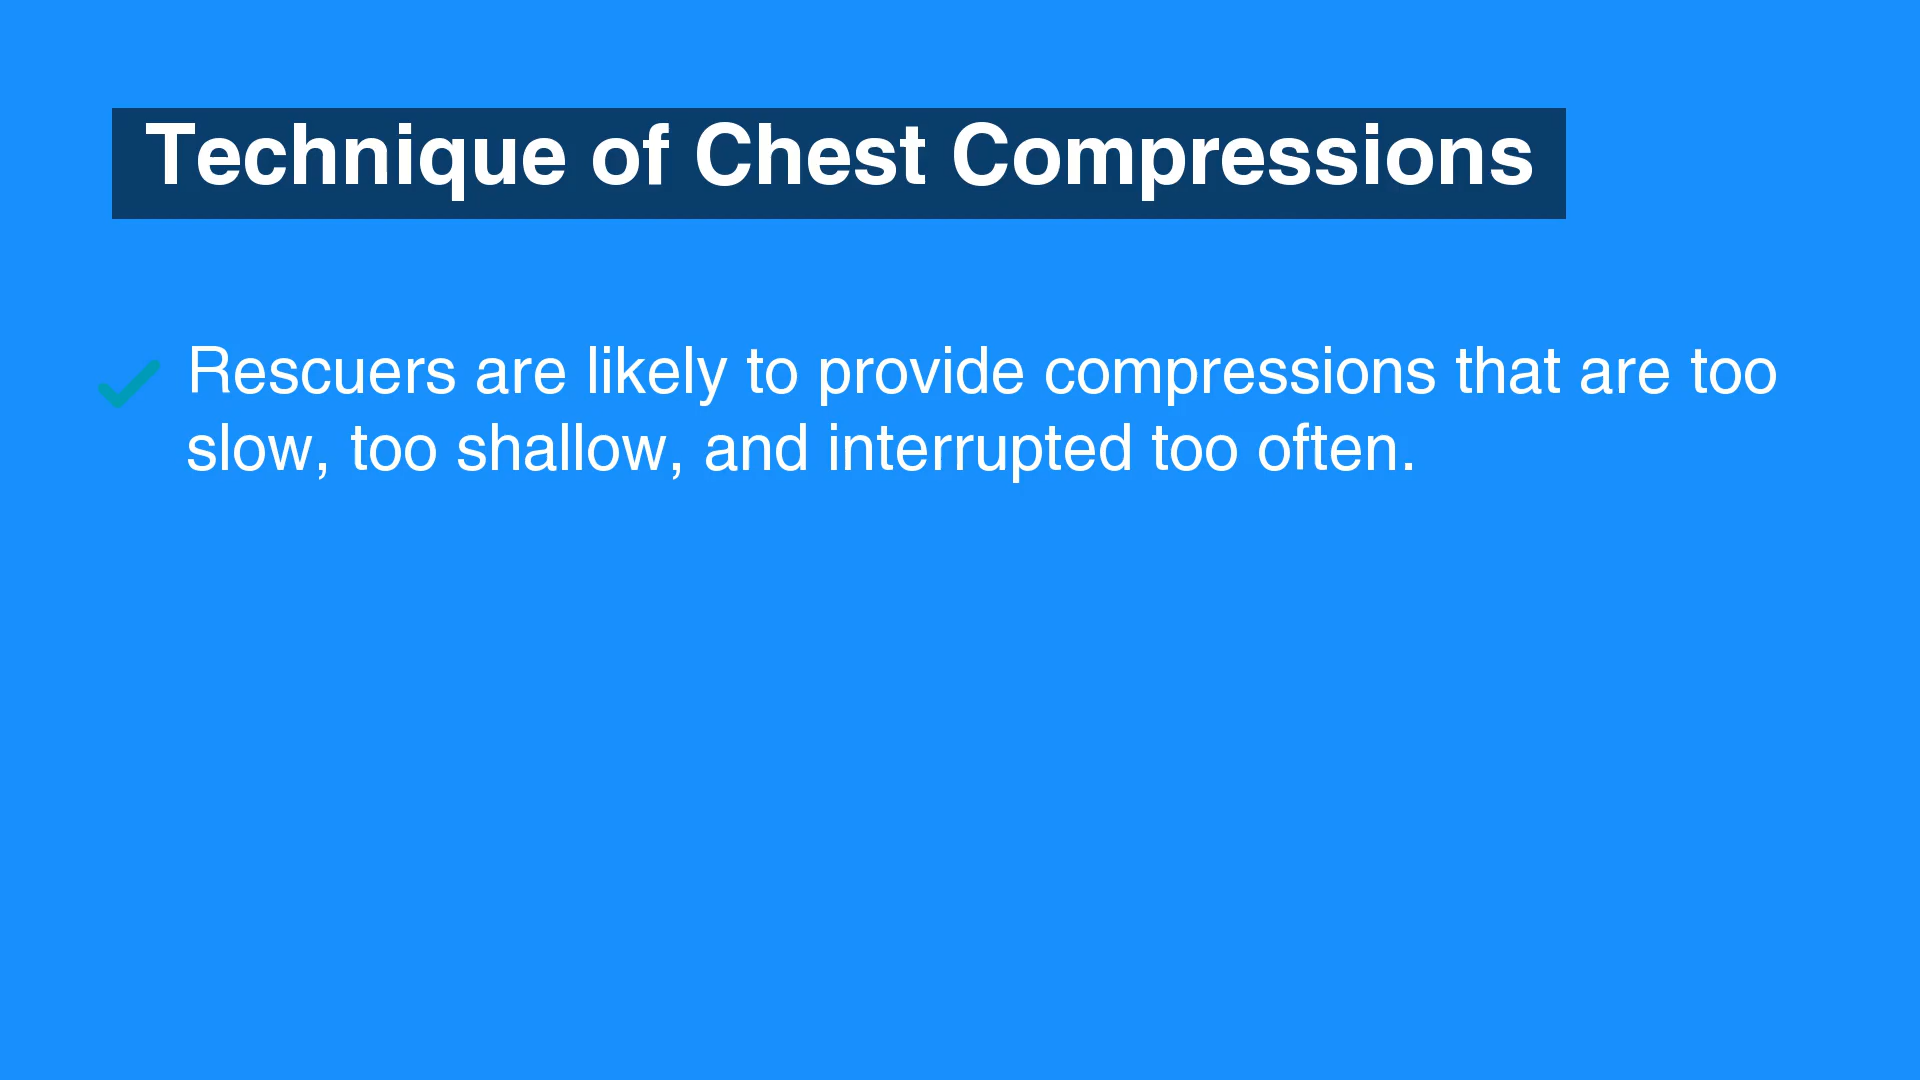 Technique of Chest Compressions
Rescuers are likely to provide compressions that are too
slow, too shallow, and interrupted too often.